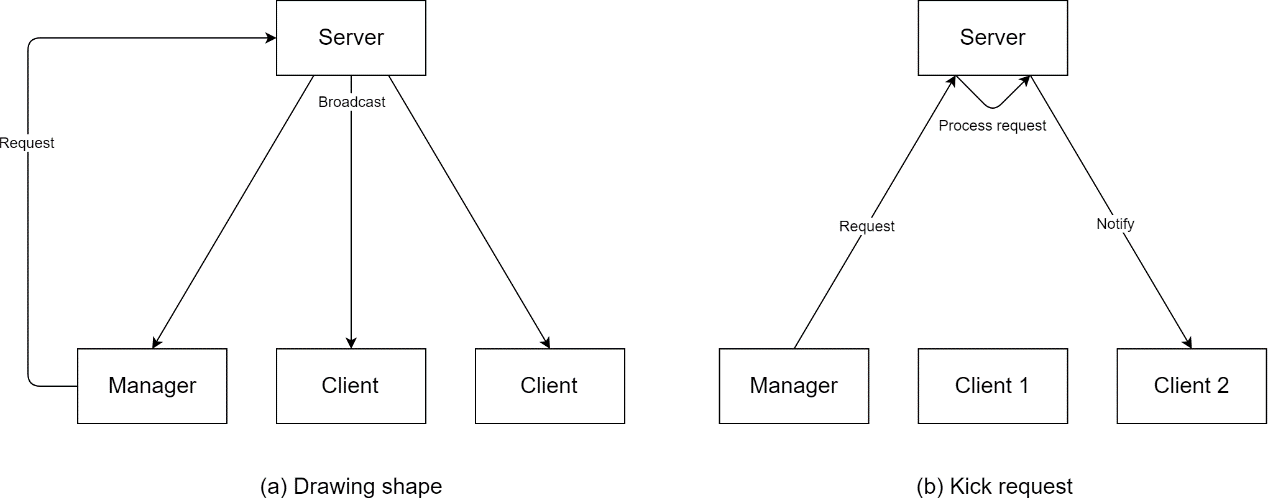 Server
Broadcast
Request
Manager
Client
Client
(a) Drawing shape
Server
Process request
Request
Notify
Manager
Client 1
Client 2
(b) Kick request